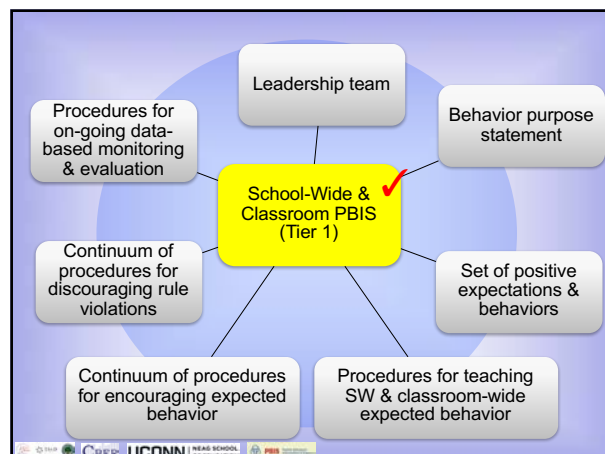 Leadership team
Behavior purpose
statement
Set of positive
expectations &
behaviors
Procedures for teaching
SW & classroom-wide
expected behavior
Continuum of procedures
for encouraging expected
behavior
Continuum of
procedures for
discouraging rule
violations
Procedures for
on-going data-
based monitoring
& evaluation
School-Wide &
Classroom PBIS
(Tier 1)
CBER
UCONN
NEAG SCHOOL
PBIS